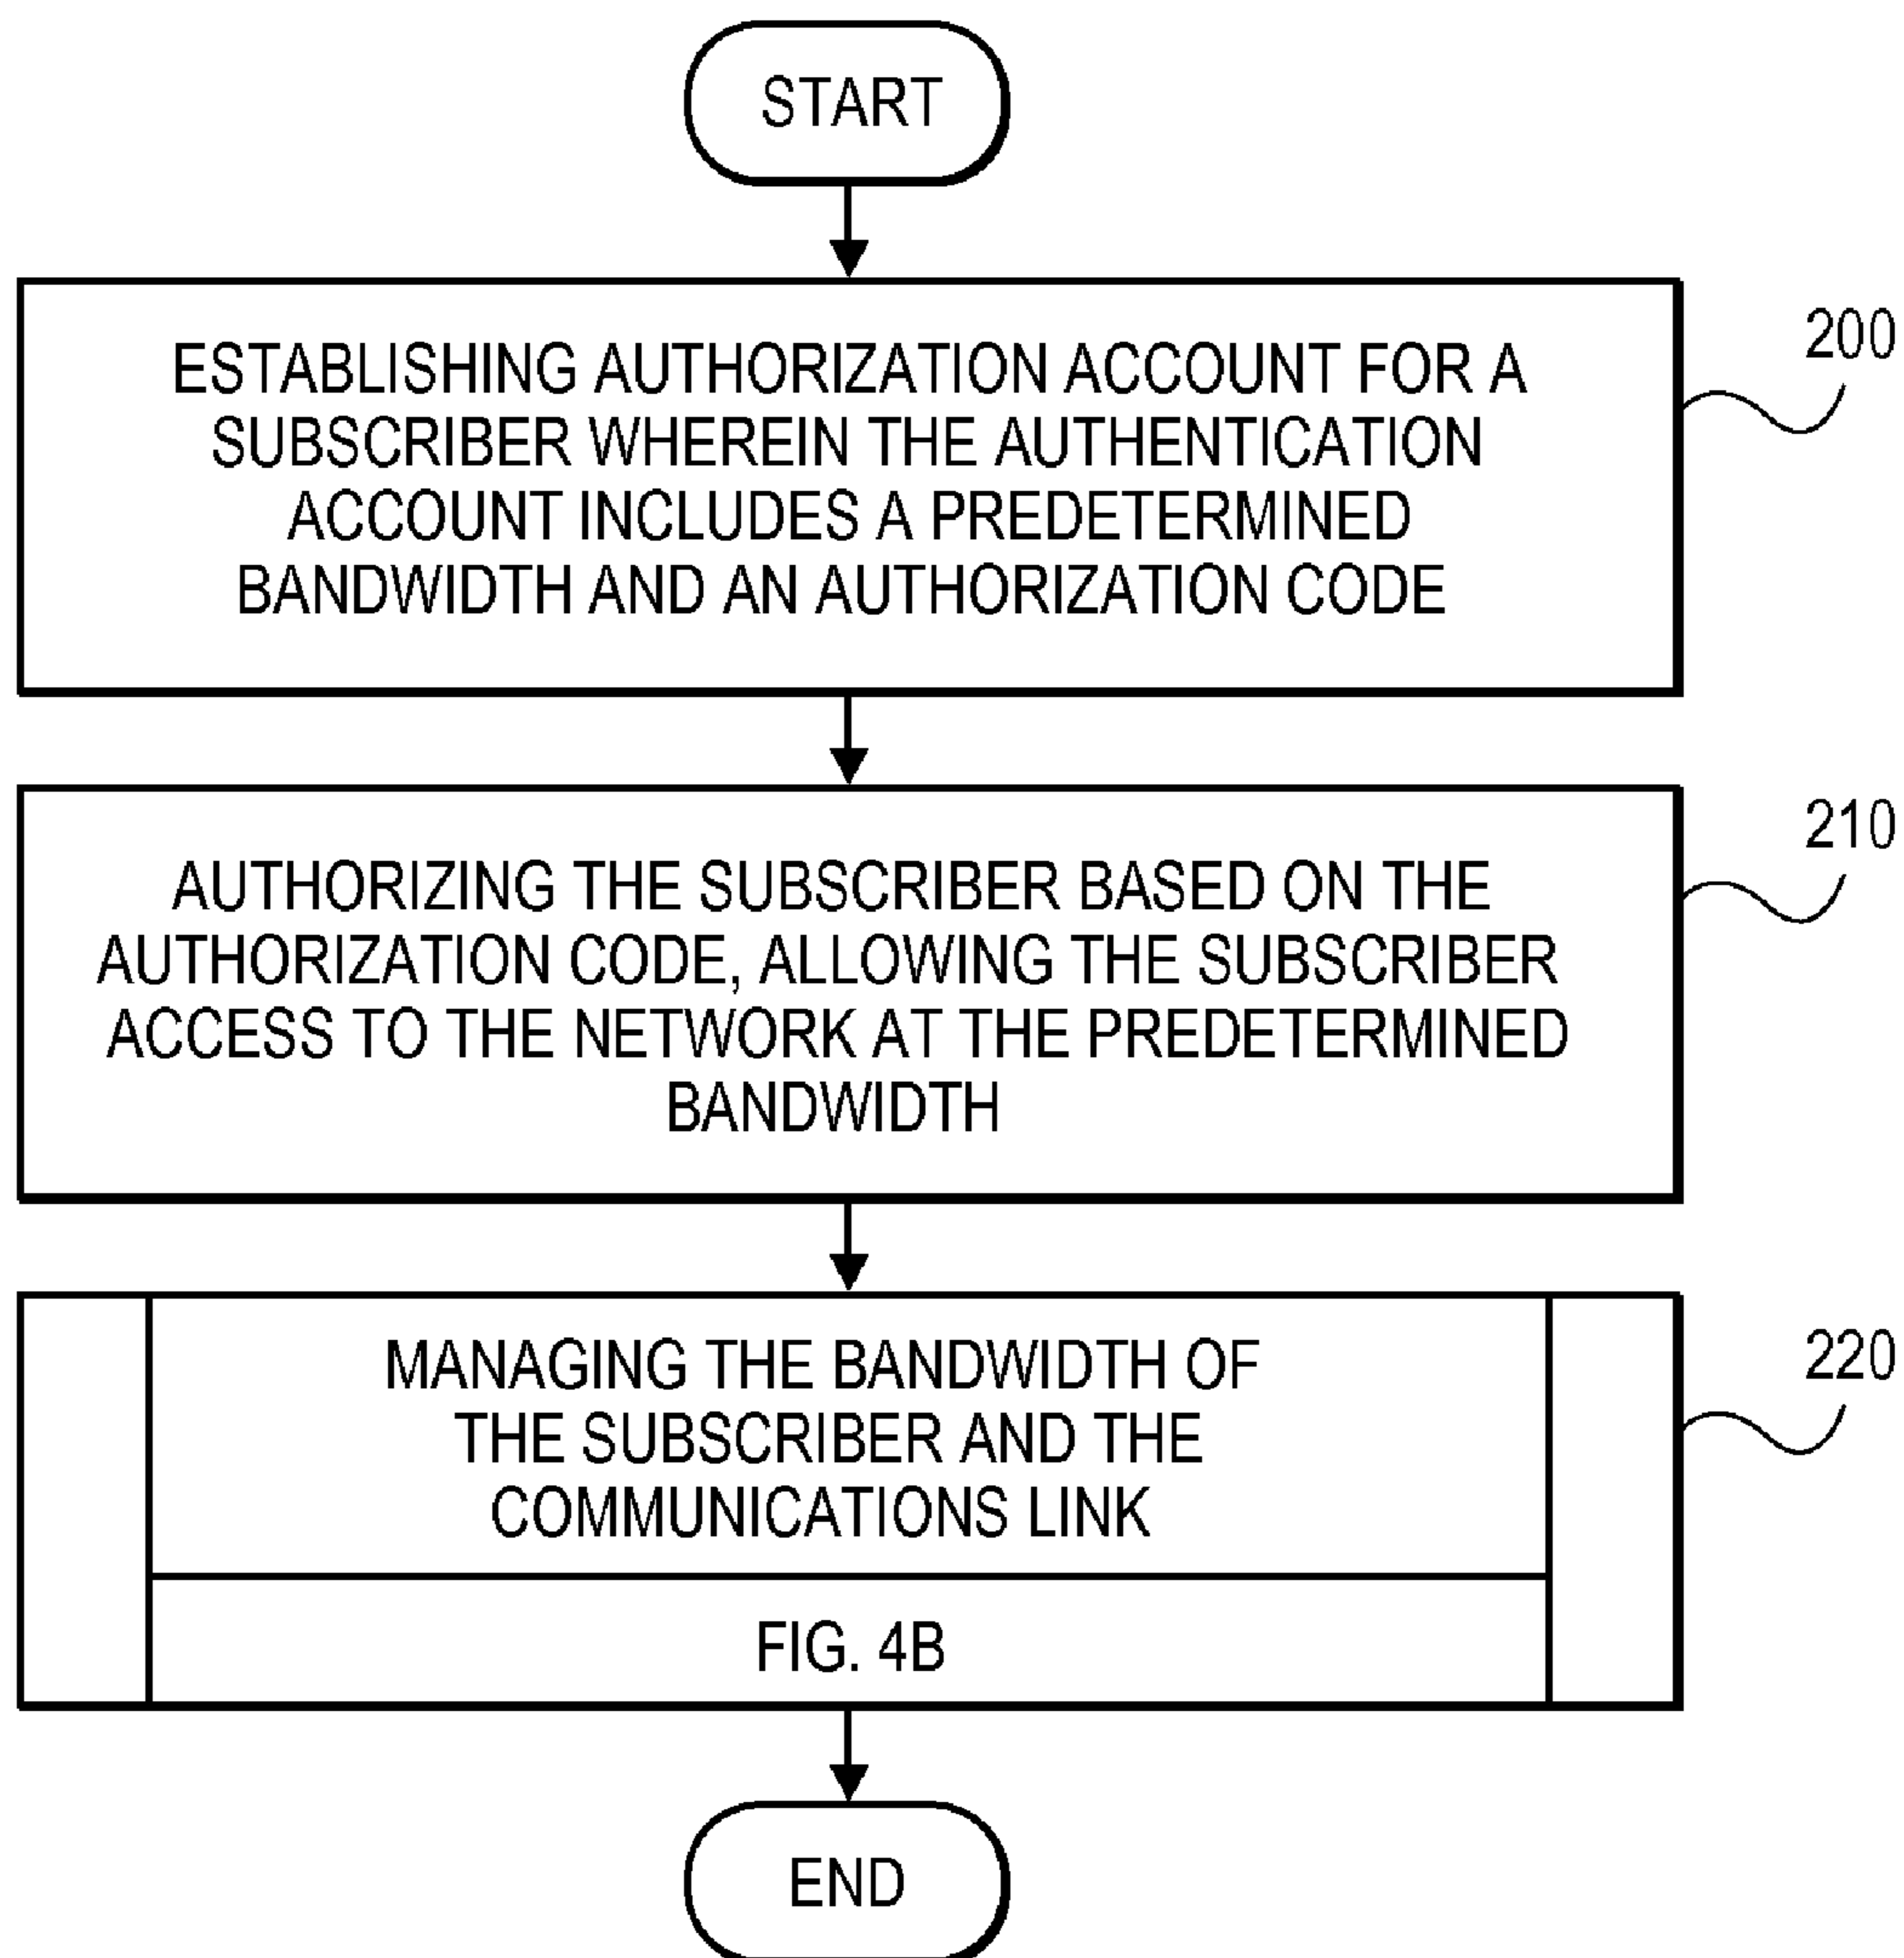 START
ESTABLISHING AUTHORIZATION ACCOUNT FOR A
SUBSCRIBER WHEREIN THE AUTHENTICATION
ACCOUNT INCLUDES A PREDETERMINED
BANDWIDTH AND AN AUTHORIZATION CODE
200
AUTHORIZING THE SUBSCRIBER BASED ON THE
AUTHORIZATION CODE, ALLOWING THE SUBSCRIBER
ACCESS TO THE NETWORK AT THE PREDETERMINED
BANDWIDTH
210
MANAGING THE BANDWIDTH OF
THE SUBSCRIBER AND THE
COMMUNICATIONS LINK
220
FIG. 4B
END